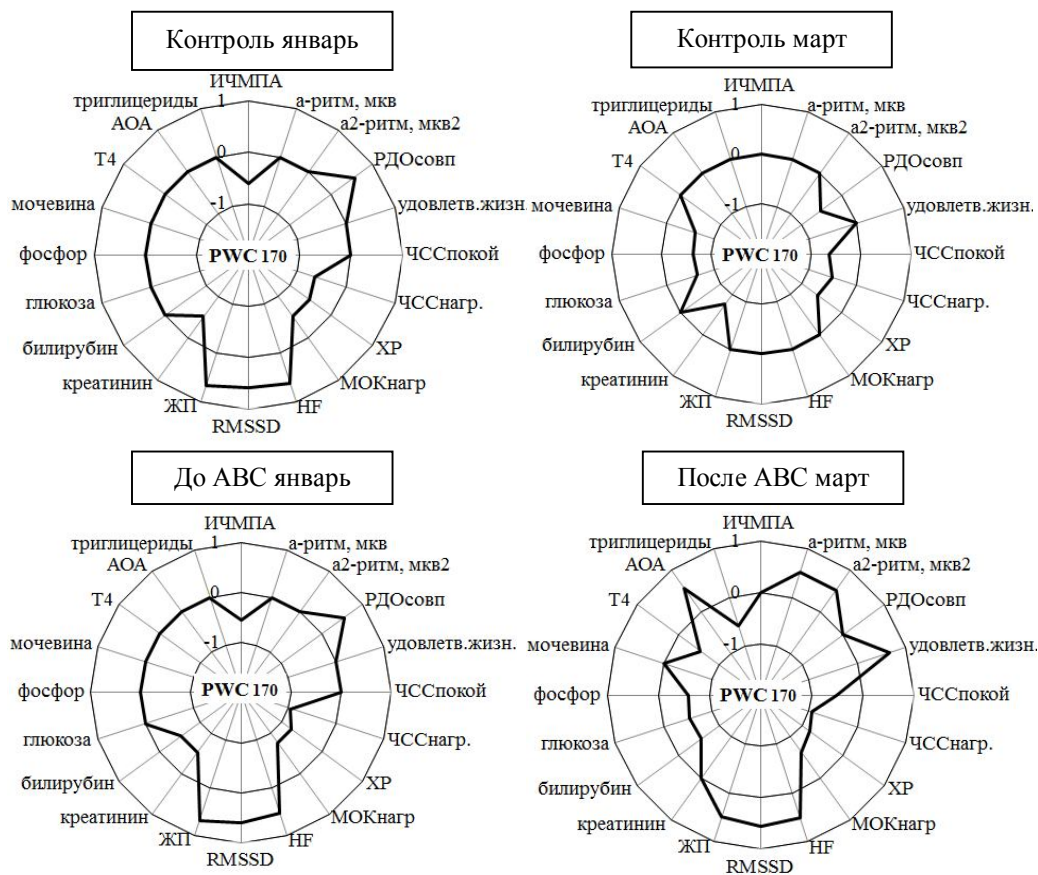 Контроль январь
ИЧМПА
1
0
-1
триглицериды
а-ритм, мкв
АОА
а2-ритм, мкв2
Т4
РДОсовп
мочевина
удовлетв.жизн.
фосфор
PWC 170
ЧССпокой
глюкоза
ЧССнагр.
билирубин
ХР
креатинин
МОКнагр
ЖП
HF
RMSSD
Контроль март
ИЧМПА
1
0
-1
триглицериды
а-ритм, мкв
АОА
а2-ритм, мкв2
Т4
РДОсовп
мочевина
удовлетв.жизн.
фосфор
PWC 170
ЧССпокой
глюкоза
ЧССнагр.
билирубин
ХР
креатинин
МОКнагр
ЖП
HF
RMSSD
До АВС январь
ИЧМПА
1
0
-1
триглицериды
а-ритм, мкв
АОА
а2-ритм, мкв2
Т4
РДОсовп
мочевина
удовлетв.жизн.
фосфор
PWC 170
ЧССпокой
глюкоза
ЧССнагр.
билирубин
ХР
креатинин
МОКнагр
ЖП
HF
RMSSD
После АВС март
ИЧМПА
1
0
-1
триглицериды
а-ритм, мкв
АОА
а2-ритм, мкв2
Т4
РДОсовп
мочевина
удовлетв.жизн.
фосфор
PWC 170
ЧССпокой
глюкоза
ЧССнагр.
билирубин
ХР
креатинин
МОКнагр
ЖП
HF
RMSSD